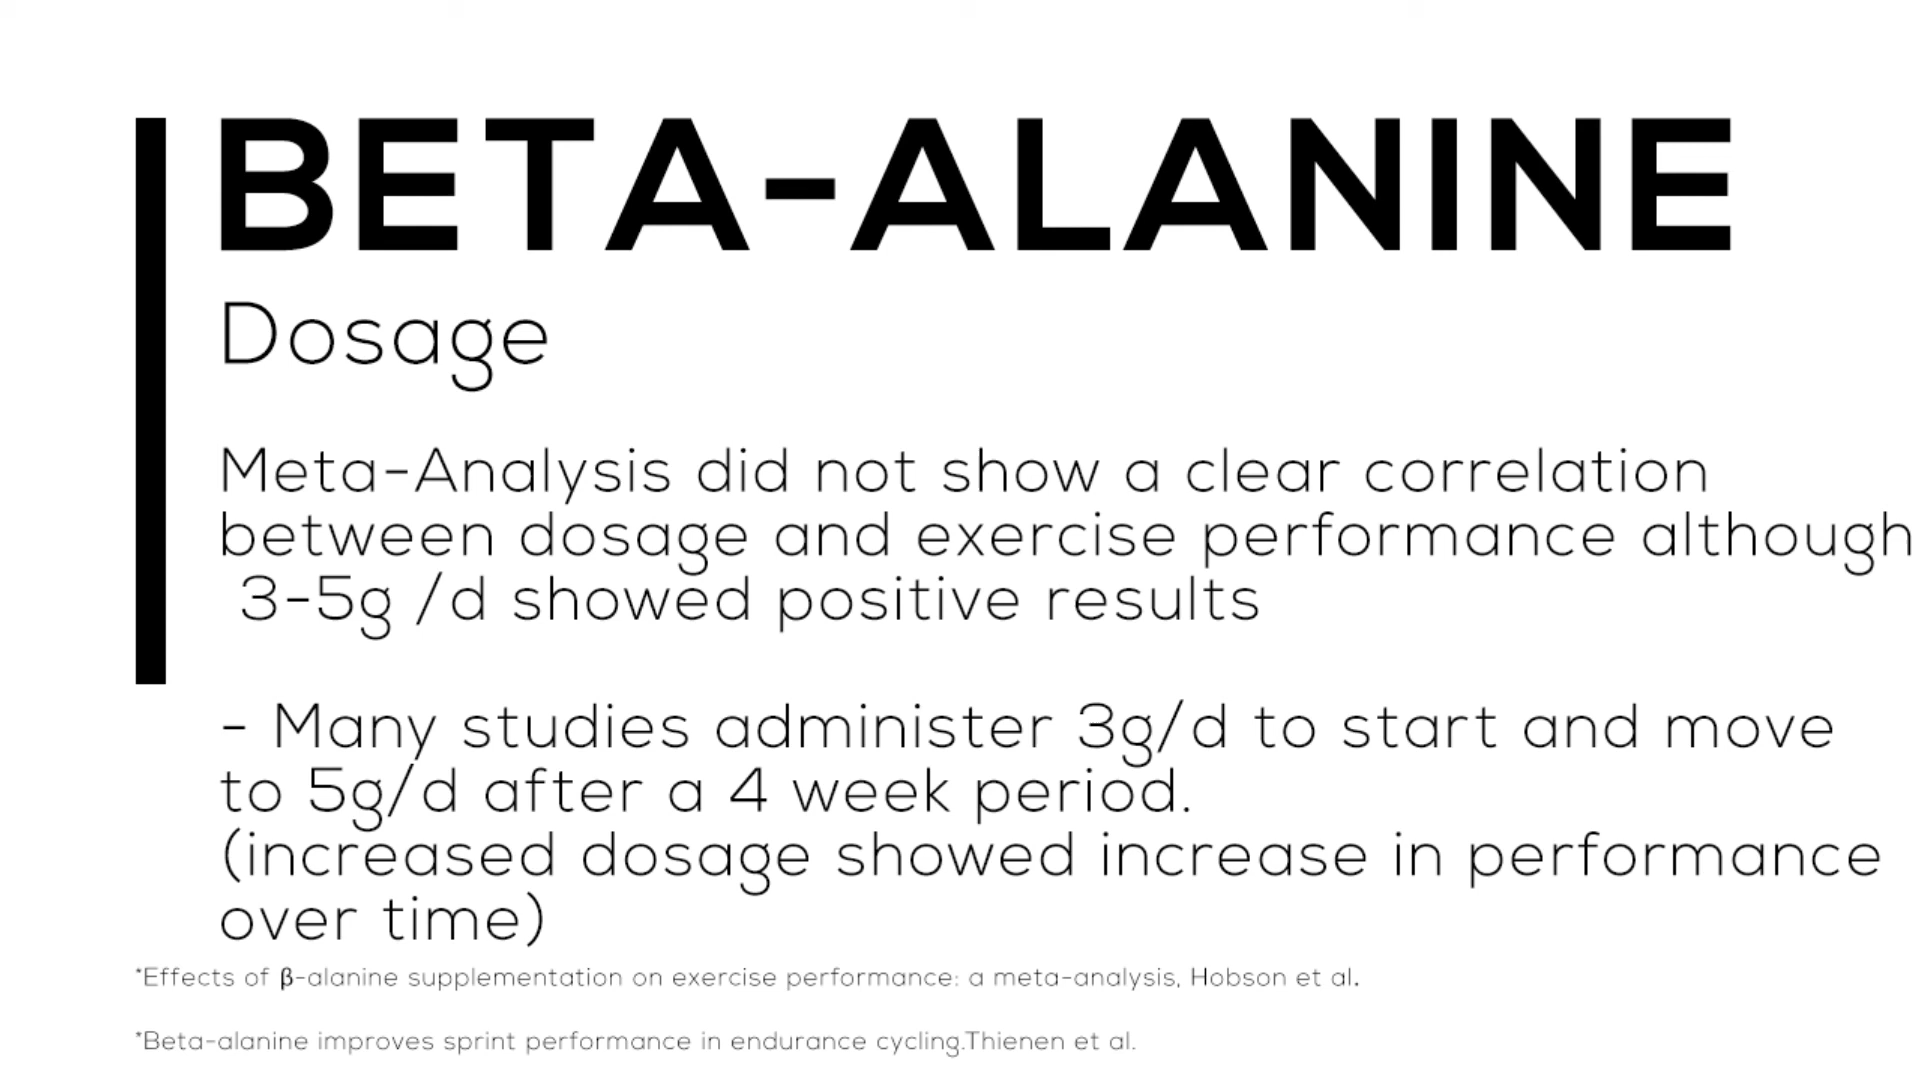 BETA-ALANINE
Dosage
Meta-Analysis did not show a clear correlation
between dosage and exercise performance although
3-5g /d showed positive results
- Many studies administer 3g/d to start and move
to 5g/d after a 4 week period.
(increased dosage showed increase in performance
over time)
*Effects of β-alanine supplementation on exercise performance: a meta-analysis, Hobson et al.
*Beta-alanine improves sprint performance in endurance cycling.Thienen et al.